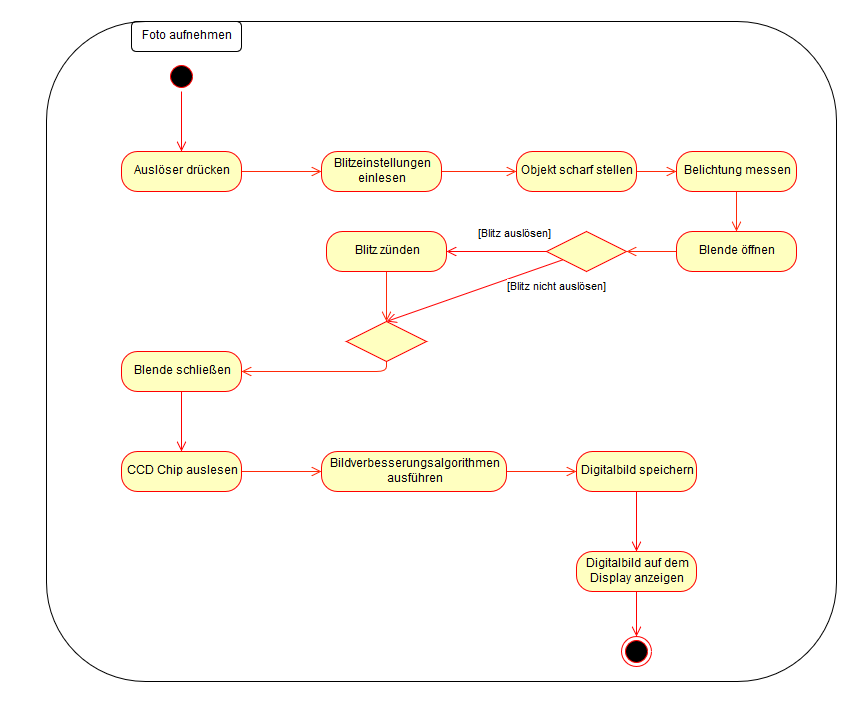 Foto aufnehmen
Auslöser drücken
Blitzeinstellungen
einlesen
Objekt scharf stellen
Belichtung messen
Blitz zünden
[Blitz auslösen]
Blende öffnen
[Blitz nicht auslösen]
Blende schließen
CCD Chip auslesen
Bildverbesserungsalgorithmen
ausführen
Digitalbild speichern
Digitalbild auf dem
Display anzeigen